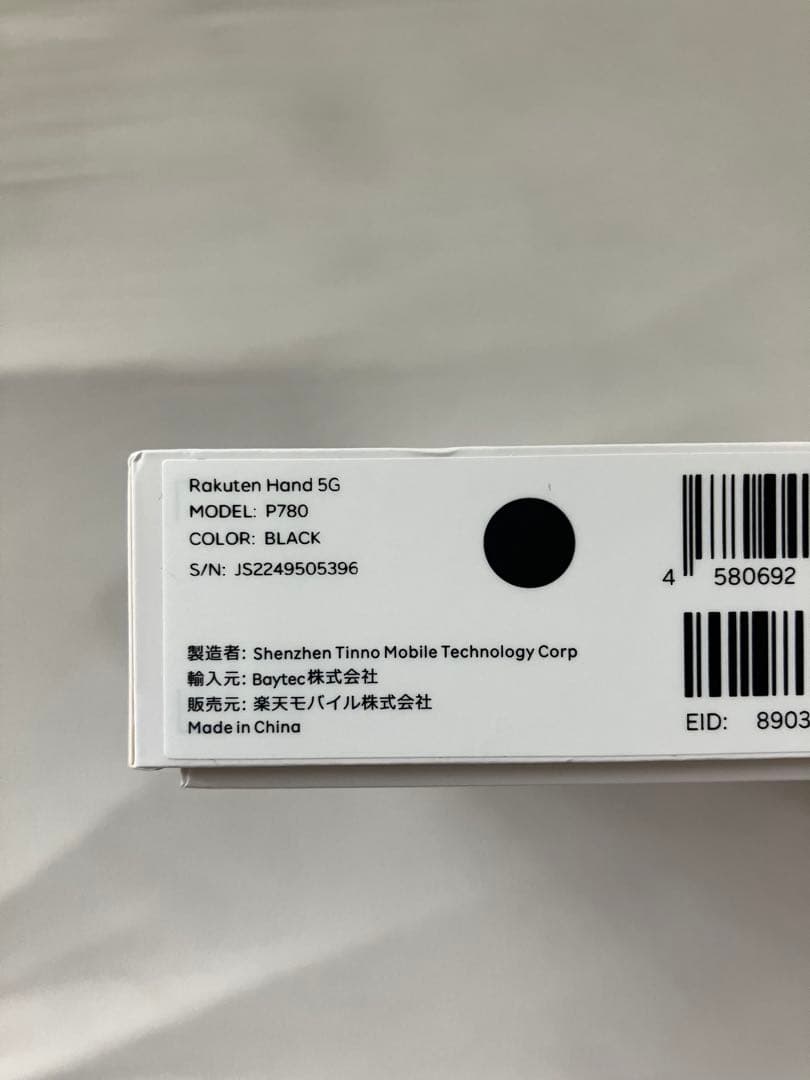 Rakuten Hand 5G
MODEL: P780
COLOR: BLACK
S/N: JS2249505396
製造者: Shenzhen Tinno Mobile Technology Corp
輸入元: Baytec株式会社
販売元: 楽天モバイル株式会社
Made in China
4 580692
EID: 8903